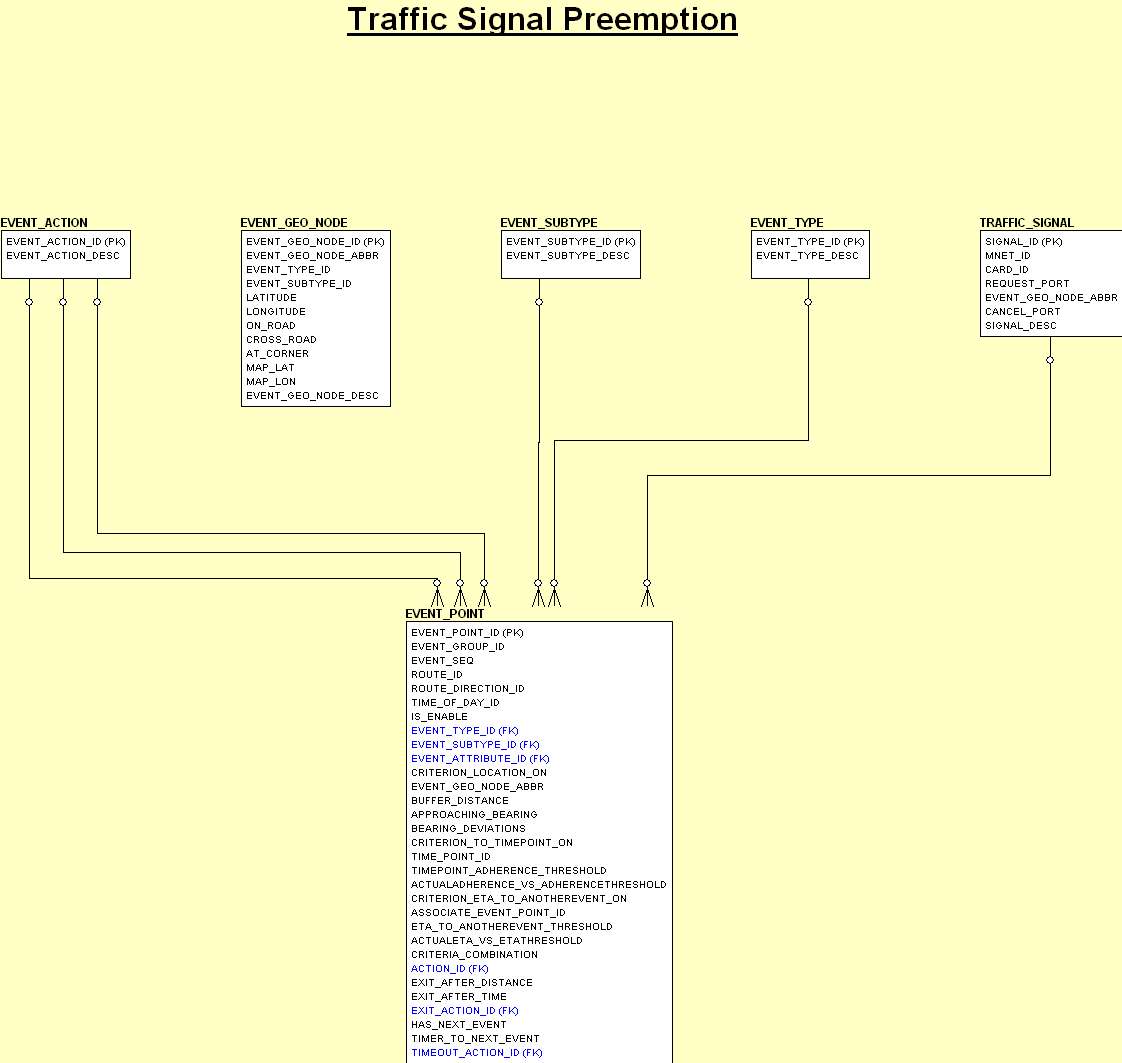 Traffic Signal Preemption
EVENT_ACTION
EVENT_ACTION_ID (PK)
EVENT_ACTION_DESC
EVENT_GEO_NODE
EVENT_GEO_NODE_ID (PK)
EVENT_GEO_NODE_ABBR
EVENT_TYPE_ID
EVENT_SUBTYPE_ID
LATITUDE
LONGITUDE
ON_ROAD
CROSS_ROAD
AT_CORNER
MAP_LAT
MAP_LON
EVENT_GEO_NODE_DESC
EVENT_SUBTYPE
EVENT_SUBTYPE_ID (PK)
EVENT_SUBTYPE_DESC
EVENT_TYPE
EVENT_TYPE_ID (PK)
EVENT_TYPE_DESC
TRAFFIC_SIGNAL
SIGNAL_ID (PK)
MNET_ID
CARD_ID
REQUEST_PORT
EVENT_GEO_NODE_ABBR
CANCEL_PORT
SIGNAL_DESC
EVENT_POINT
EVENT_POINT_ID (PK)
EVENT_GROUP_ID
EVENT_SEQ
ROUTE_ID
ROUTE_DIRECTION_ID
TIME_OF_DAY_ID
IS_ENABLE
EVENT_TYPE_ID (FK)
EVENT_SUBTYPE_ID (FK)
EVENT_ATTRIBUTE_ID (FK)
CRITERION_LOCATION_ON
EVENT_GEO_NODE_ABBR
BUFFER_DISTANCE
APPROACHING_BEARING
BEARING_DEVIATIONS
CRITERION_TO_TIMEPOINT_ON
TIME_POINT_ID
TIMEPOINT_ADHERENCE_THRESHOLD
ACTUALADHERENCE_VS_ADHERENCETHRESHOLD
CRITERION_ETA_TO_ANOTHEREVENT_ON
ASSOCIATE_EVENT_POINT_ID
ETA_TO_ANOTHEREVENT_THRESHOLD
ACTUALETA_VS_ETATHRESHOLD
CRITERIA_COMBINATION
ACTION_ID (FK)
EXIT_AFTER_DISTANCE
EXIT_AFTER_TIME
EXIT_ACTION_ID (FK)
HAS_NEXT_EVENT
TIMER_TO_NEXT_EVENT
TIMEOUT_ACTION_ID (FK)